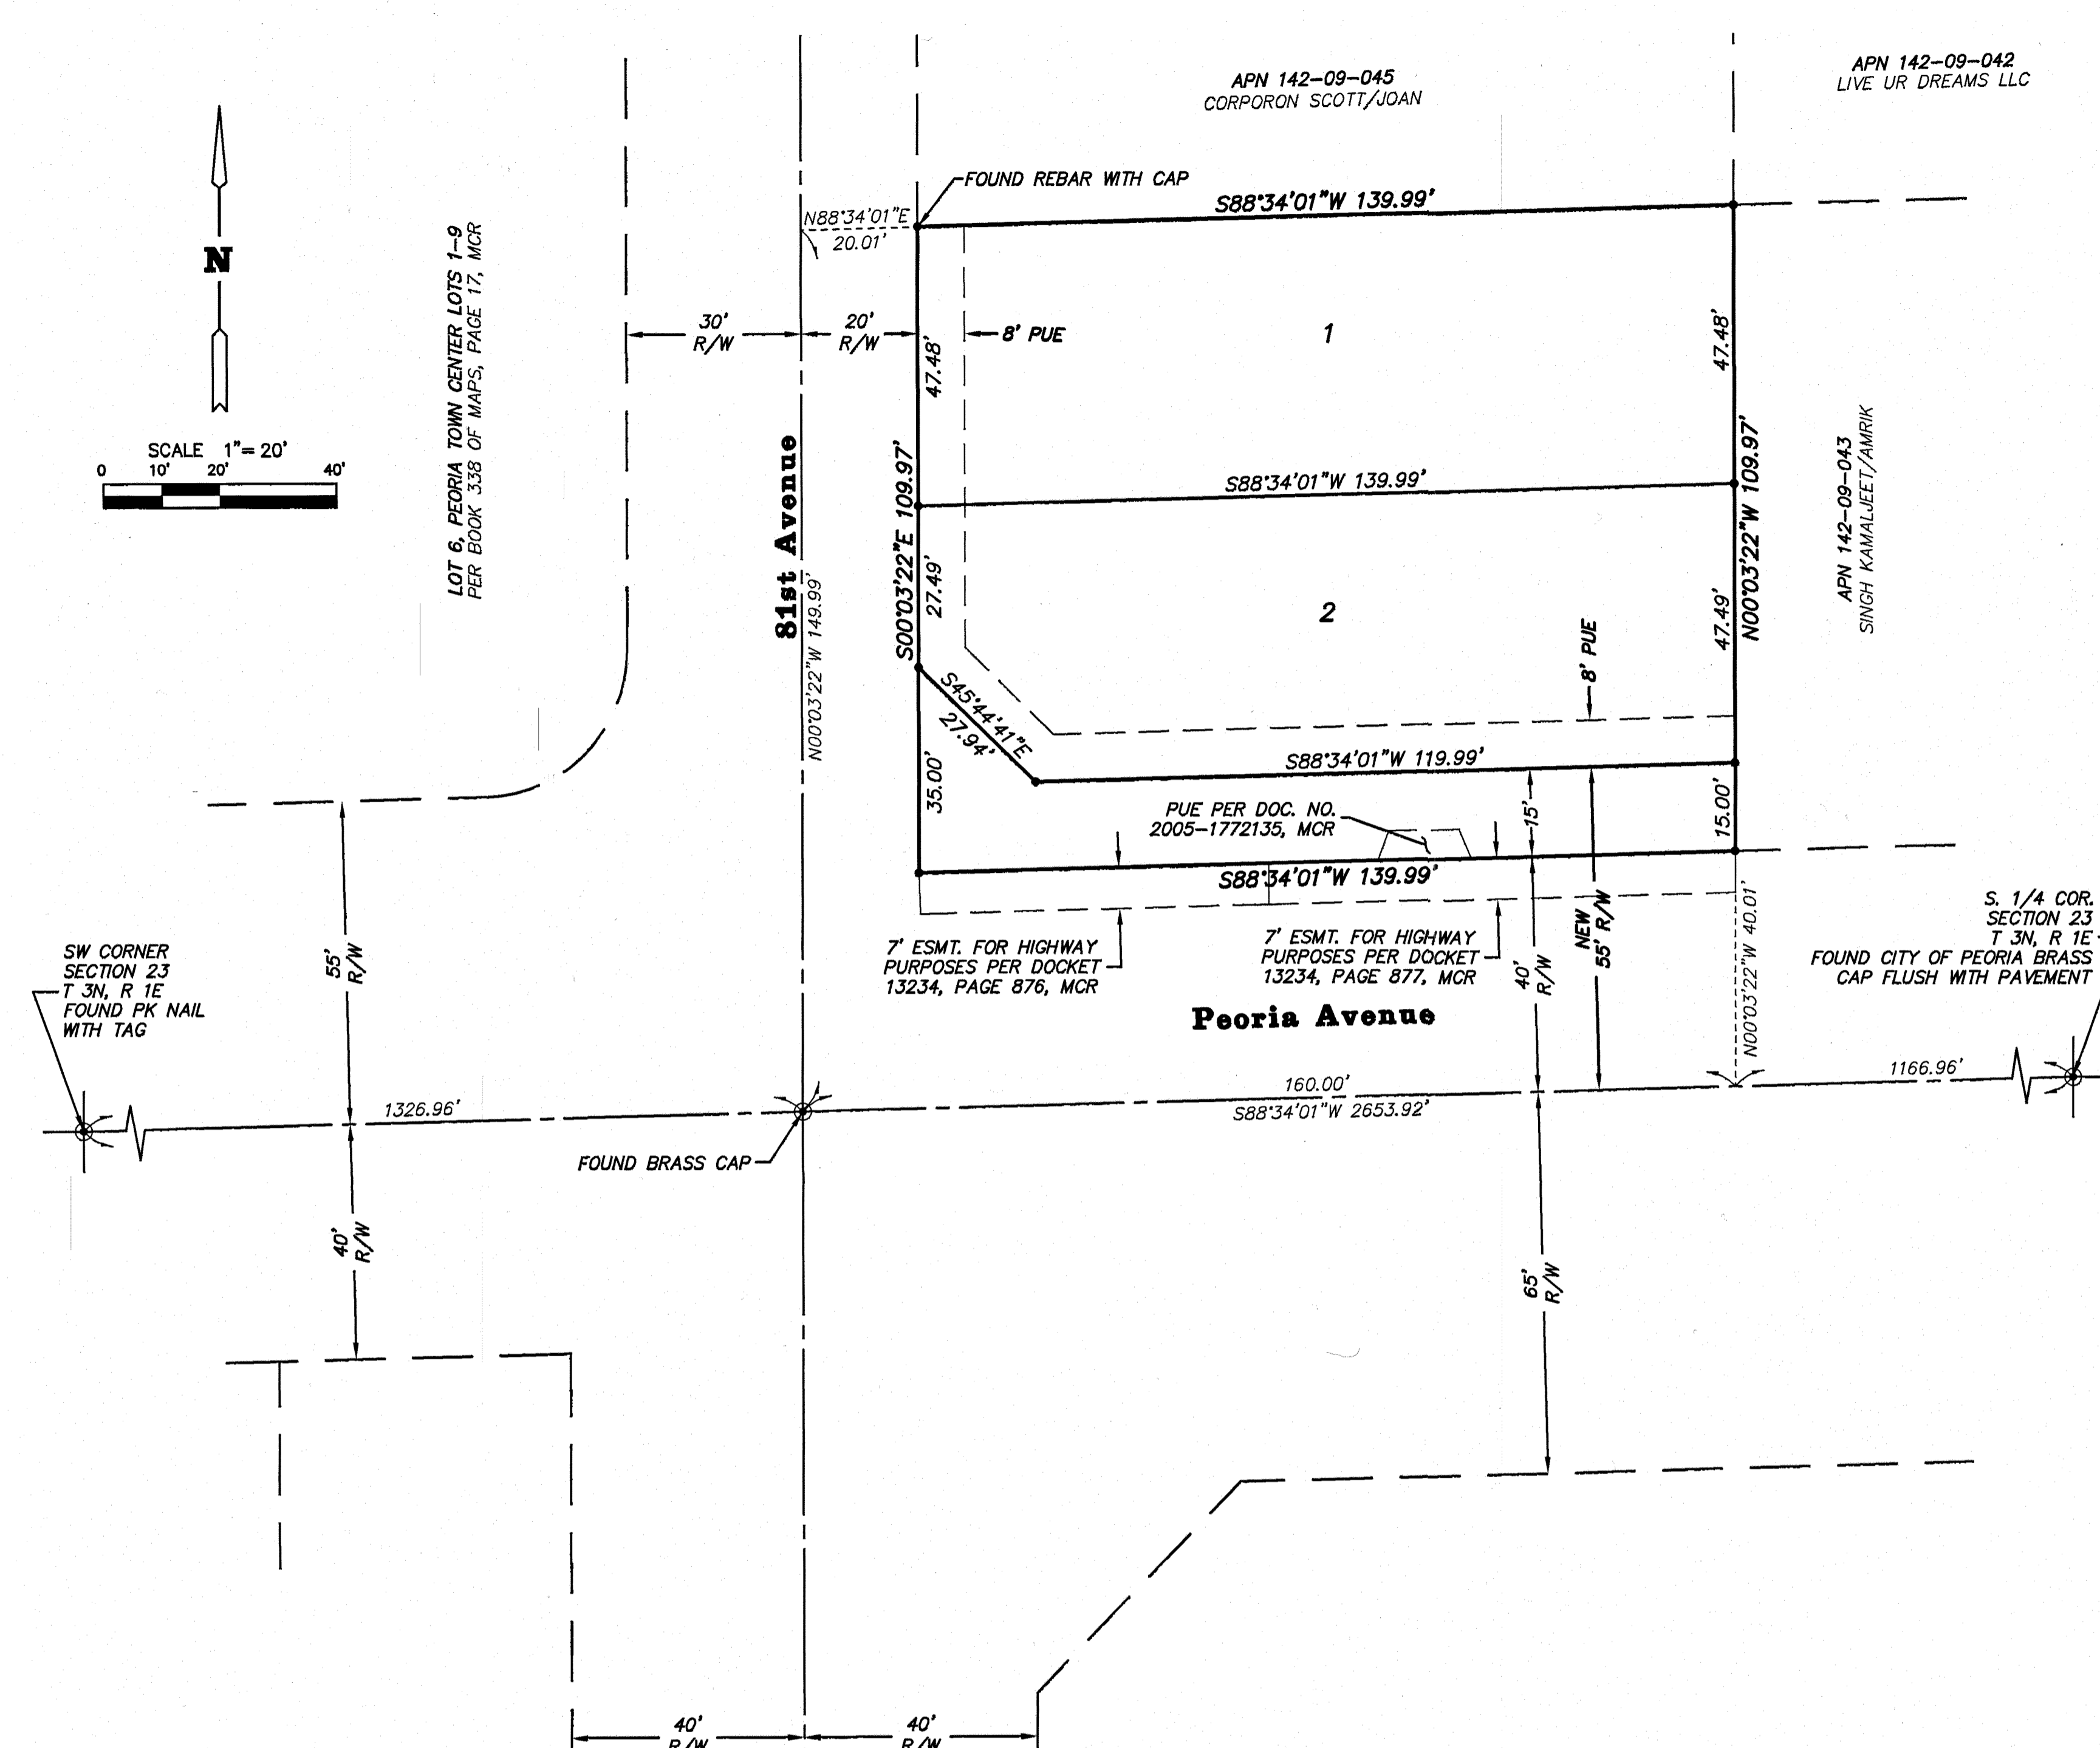 APN 142-09-045
CORPORON SCOTT/JOAN
APN 142-09-042
LIVE UR DREAMS LLC
FOUND REBAR WITH CAP
S88°34'01"W 139.99'
N88°34'01"E
20.01'
N
LOT 6, PEORIA TOWN CENTER LOTS 1-9
PER BOOK 338 OF MAPS, PAGE 17, MCR
30'
R/W
20'
R/W
8' PUE
1
47.48'
47.48'
SCALE 1"= 20'
0 10' 20' 40'
81st Avenue
N00°03'22"W 149.99'
S00°03'22"E 109.97'
S88°34'01"W 139.99'
N00°03'22"W 109.97'
APN 142-09-043
SINGH KAMALJEET/AMRIK
27.49'
2
47.49'
8' PUE
S45°44'41"E
27.94'
S88°34'01"W 119.99'
35.00'
PUE PER DOC. NO.
2005-1772135, MCR
15'
15.00'
S88°34'01"W 139.99'
7' ESMT. FOR HIGHWAY
PURPOSES PER DOCKET
13234, PAGE 876, MCR
7' ESMT. FOR HIGHWAY
PURPOSES PER DOCKET
13234, PAGE 877, MCR
40'
R/W
NEW
55' R/W
N00°03'22"W 40.01'
S. 1/4 COR.
SECTION 23
T 3N, R 1E
FOUND CITY OF PEORIA BRASS
CAP FLUSH WITH PAVEMENT
SW CORNER
SECTION 23
T 3N, R 1E
FOUND PK NAIL
WITH TAG
55'
R/W
Peoria Avenue
1326.96'
160.00'
S88°34'01"W 2653.92'
1166.96'
FOUND BRASS CAP
40'
R/W
65'
R/W
40'
R/W
40'
R/W